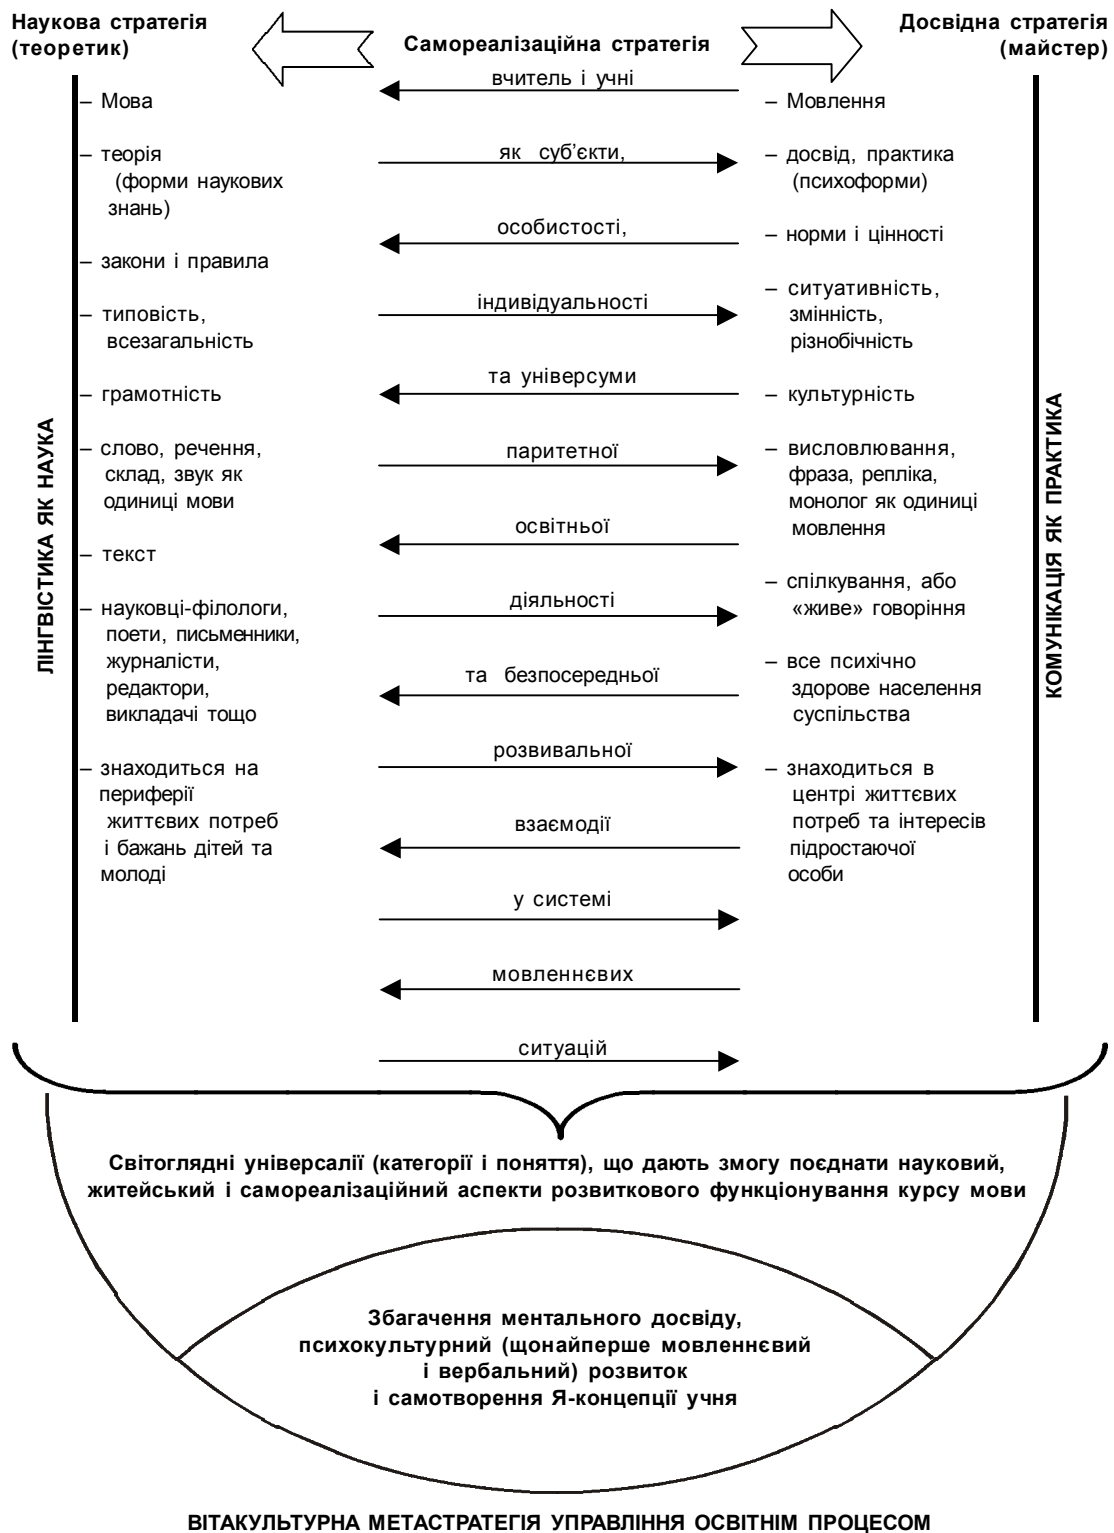 Наукова стратегія
(теоретик)
Самореалізаційна стратегія
Досвідна стратегія
(майстер)
ЛІНГВІСТИКА ЯК НАУКА
– Мова
– теорія
(форми наукових
знань)
– закони і правила
– типовість,
всезагальність
– грамотність
– слово, речення,
склад, звук як
одиниці мови
– текст
– науковці-філологи,
поети, письменники,
журналісти,
редактори,
викладачі тощо
– знаходиться на
периферії
життєвих потреб
і бажань дітей та
молоді
вчитель і учні
як суб’єкти,
особистості,
індивідуальності
та універсуми
паритетної
освітньої
діяльності
та безпосередньої
розвивальної
взаємодії
у системі
мовленнєвих
ситуацій
– Мовлення
– досвід, практика
(психоформи)
– норми і цінності
– ситуативність,
змінність,
різнобічність
– культурність
– висловлювання,
фраза, репліка,
монолог як одиниці
мовлення
– спілкування, або
«живе» говоріння
– все психічно
здорове населення
суспільства
– знаходиться в
центрі життєвих
потреб та інтересів
підростаючої
особи
КОМУНІКАЦІЯ ЯК ПРАКТИКА
Світоглядні універсалії (категорії і поняття), що дають змогу поєднати науковий,
житейський і самореалізаційний аспекти розвиткового функціонування курсу мови
Збагачення ментального досвіду,
психокультурний (щонайперше мовленнєвий
і вербальний) розвиток
і самотворення Я-концепції учня
ВІТАКУЛЬТУРНА МЕТАСТРАТЕГІЯ УПРАВЛІННЯ ОСВІТНІМ ПРОЦЕСОМ